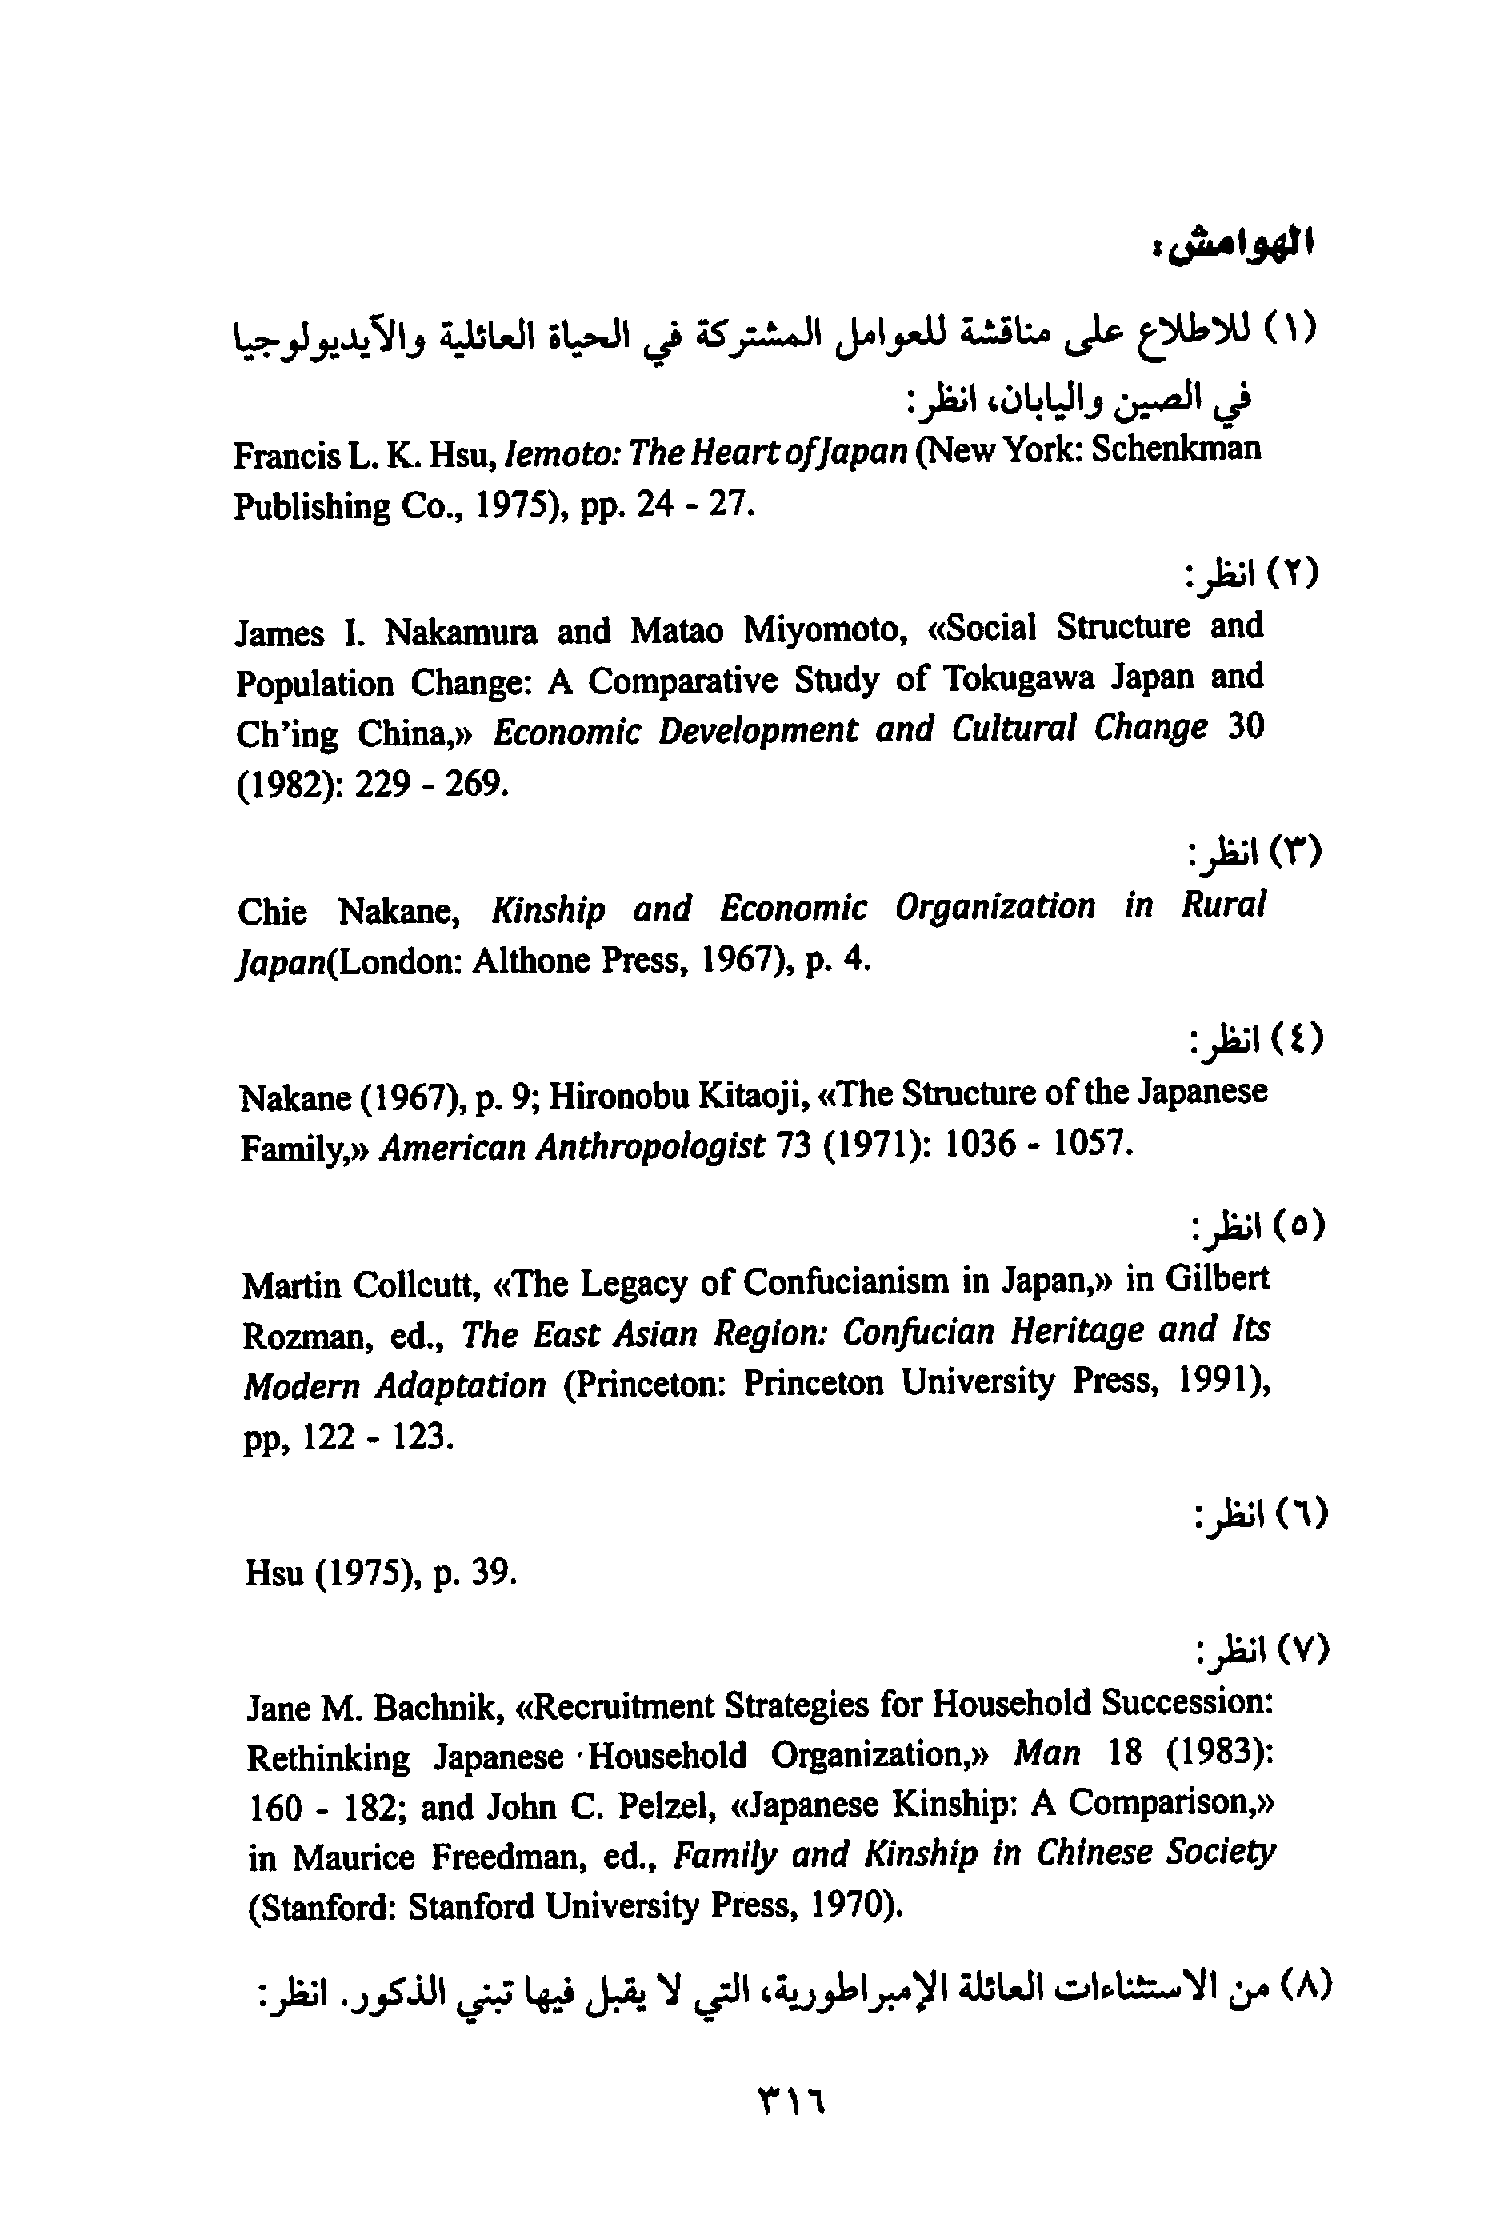 الهوامش:
(١) للاطلاع على مناقشة للعوامل المشتركة في الحياة العائلية والآيديولوجيا
في الصين واليابان، انظر:
Francis L. K. Hsu, Iemoto: The Heart of Japan (New York: Schenkman
Publishing Co., 1975), pp. 24 - 27.
(٢) انظر:
James I. Nakamura and Matao Miyomoto, «Social Structure and
Population Change: A Comparative Study of Tokugawa Japan and
Ch'ing China,» Economic Development and Cultural Change 30
(1982): 229 - 269.
(٣) انظر:
Chie Nakane, Kinship and Economic Organization in Rural
Japan(London: Althone Press, 1967), p. 4.
(٤) انظر:
Nakane (1967), p. 9; Hironobu Kitaoji, «The Structure of the Japanese
Family,» American Anthropologist 73 (1971): 1036 - 1057.
(٥) انظر:
Martin Collcutt, «The Legacy of Confucianism in Japan,» in Gilbert
Rozman, ed., The East Asian Region: Confucian Heritage and Its
Modern Adaptation (Princeton: Princeton University Press, 1991),
pp, 122 - 123.
(٦) انظر:
Hsu (1975), p. 39.
(٧) انظر:
Jane M. Bachnik, «Recruitment Strategies for Household Succession:
Rethinking Japanese Household Organization,» Man 18 (1983):
160 - 182; and John C. Pelzel, «Japanese Kinship: A Comparison,»
in Maurice Freedman, ed., Family and Kinship in Chinese Society
(Stanford: Stanford University Press, 1970).
(٨) من الاستثناءات العائلة الإمبراطورية، التي لا يقبل فيها تبني الذكور. انظر:
٣١٦